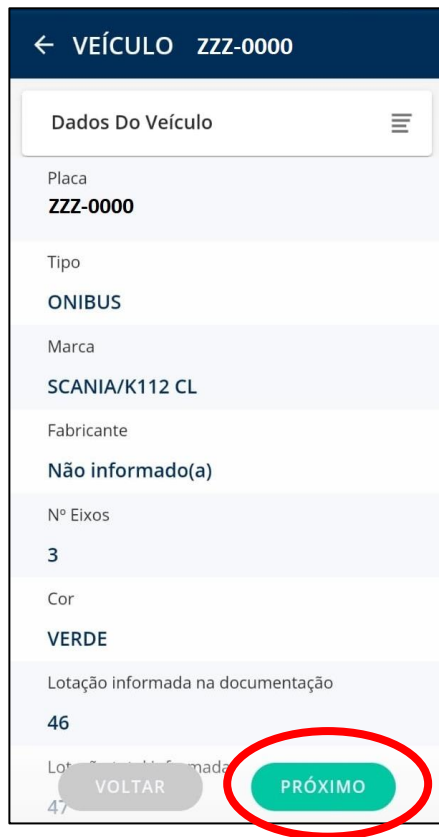 ← VEÍCULO ZZZ-0000
Dados Do Veículo
Placa
ZZZ-0000
Tipo
ONIBUS
Marca
SCANIA/K112 CL
Fabricante
Não informado(a)
Nº Eixos
3
Cor
VERDE
Lotação informada na documentação
46
VOLTAR
PRÓXIMO
47